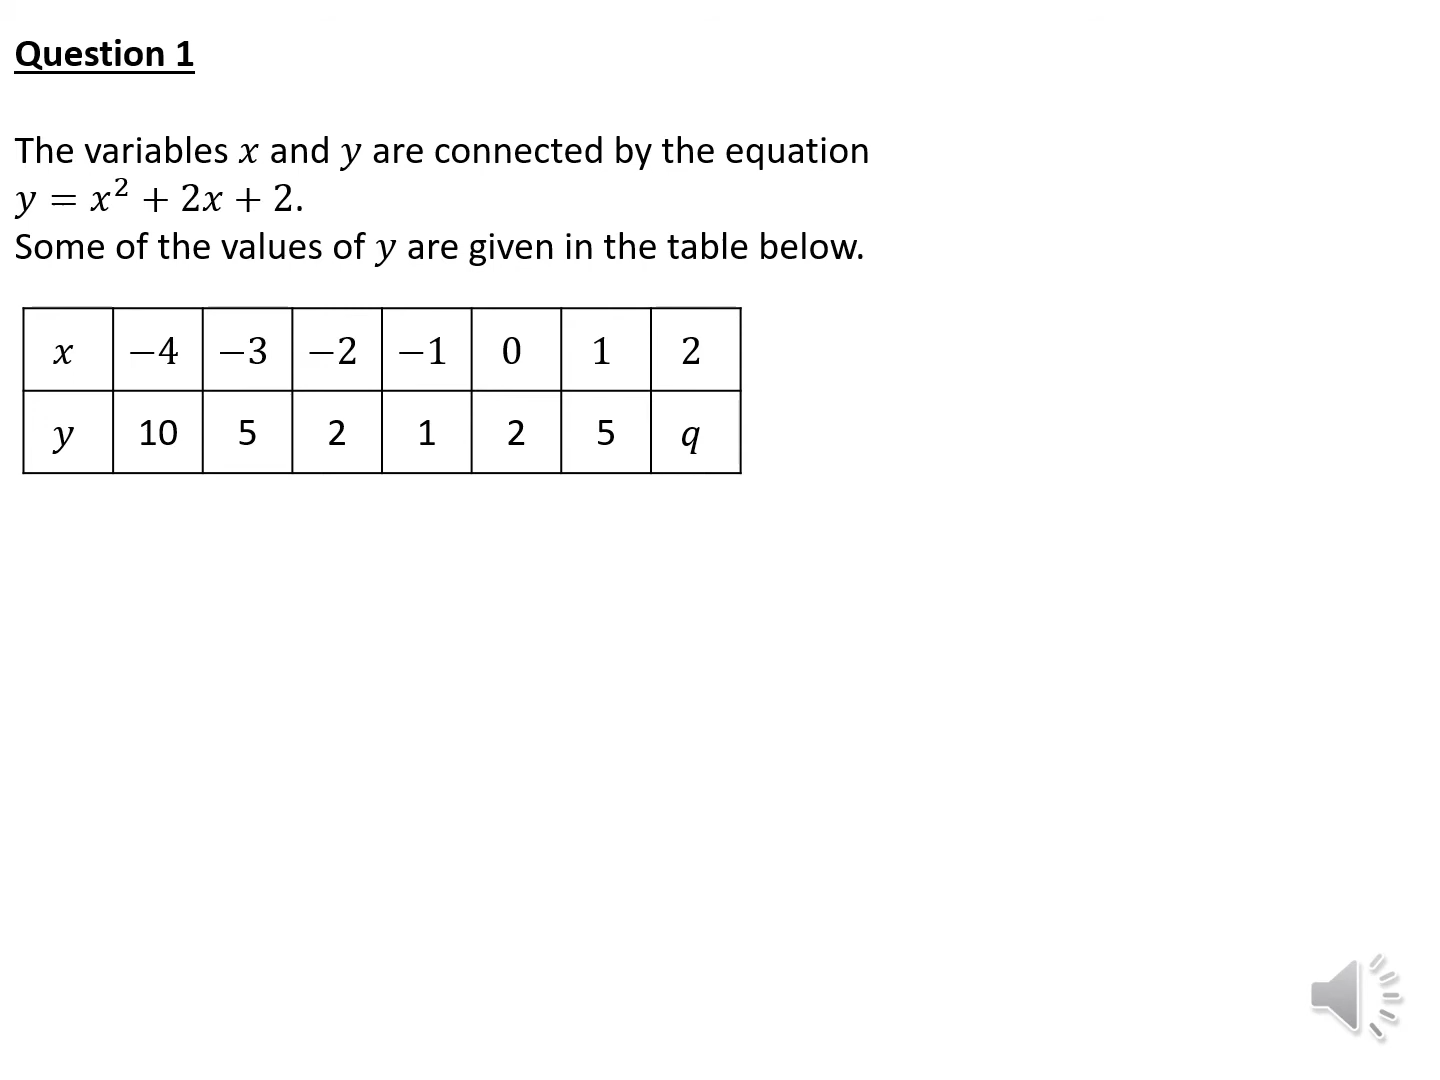 Question 1
The variables x and y are connected by the equation
y = x² + 2x + 2.
Some of the values of y are given in the table below.
x −4 −3 −2 −1 0 1 2
y 10 5 2 1 2 5 q